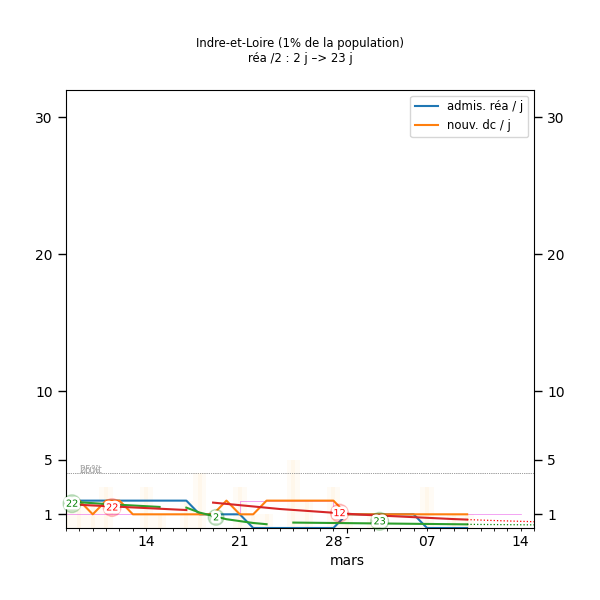 Indre-et-Loire (1% de la population)
réa /2 : 2 j –> 23 j
admis. réa / j
nouv. dc / j
30 30
20 20
10 10
5 5
1 1
22 22 2 12 23
14 21 28 07 14
mars